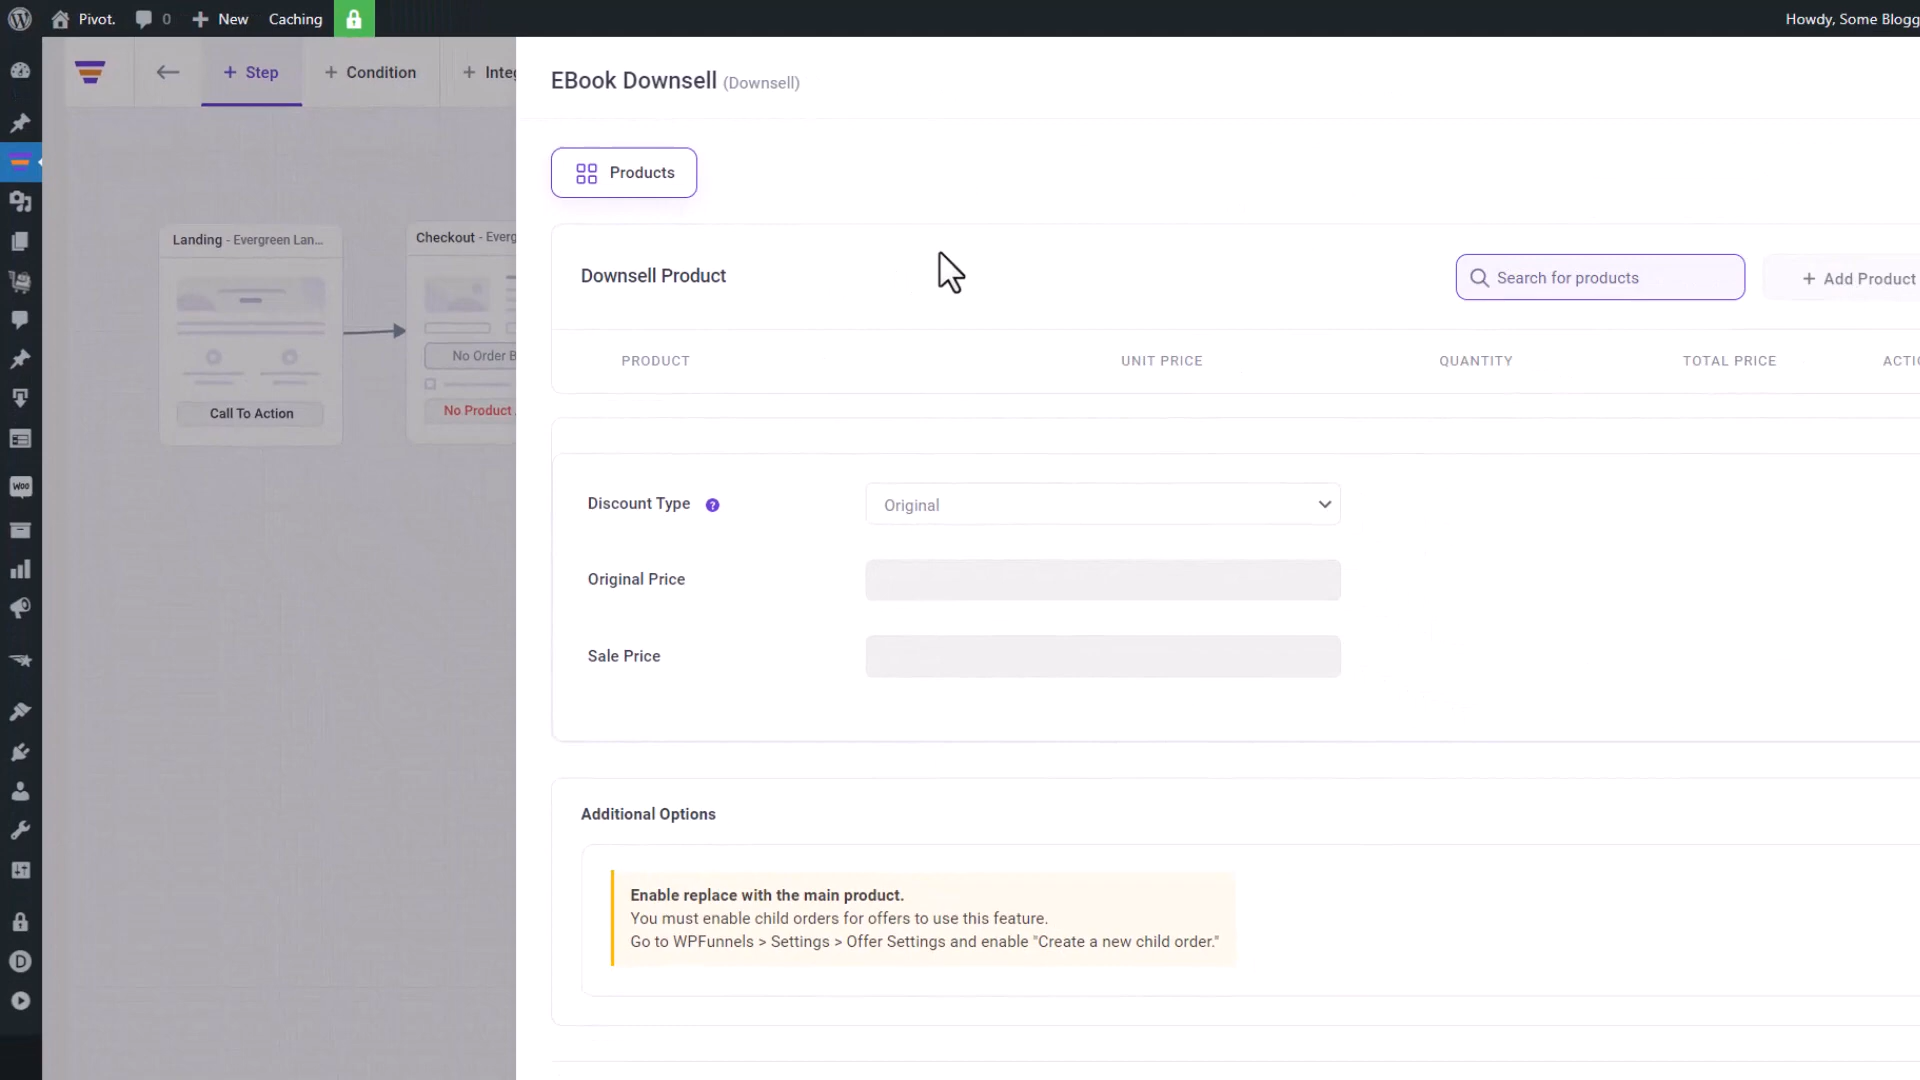 Pivot.
0
New
Caching
Howdy, Some Blogg
Step
Condition
Integ
EBook Downsell (Downsell)
Products
Landing - Evergreen Lan...
Call To Action
Checkout - Everg
No Order B
No Product
Downsell Product
Search for products
Add Product
PRODUCT
UNIT PRICE
QUANTITY
TOTAL PRICE
ACTIO
Discount Type ?
Original
Original Price
Sale Price
Additional Options
Enable replace with the main product.
You must enable child orders for offers to use this feature.
Go to WPFunnels > Settings > Offer Settings and enable "Create a new child order."
WOO
D